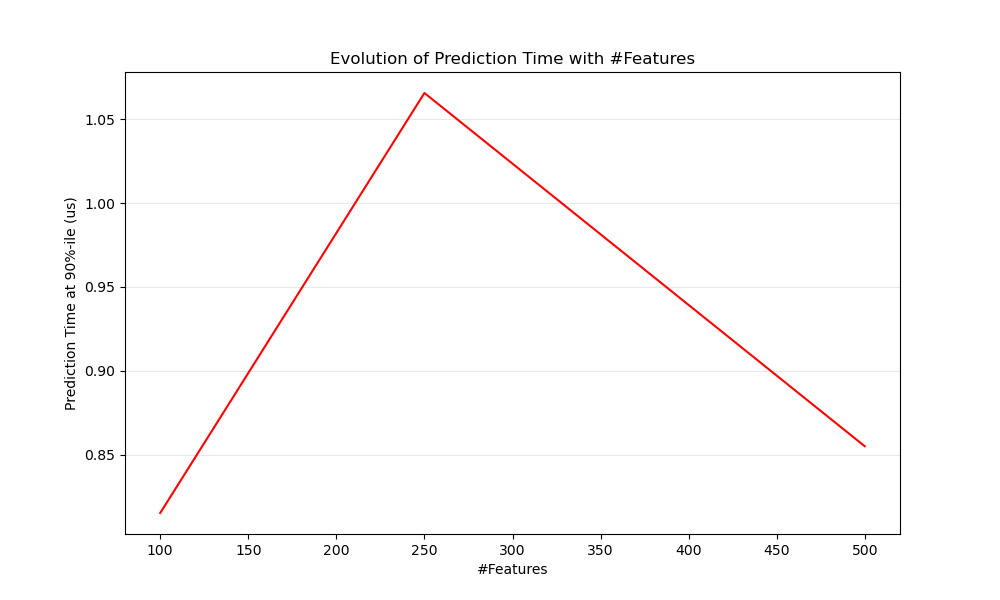 Evolution of Prediction Time with #Features
Prediction Time at 90%-ile (us)
1.05
1.00
0.95
0.90
0.85
100 150 200 250 300 350 400 450 500
#Features